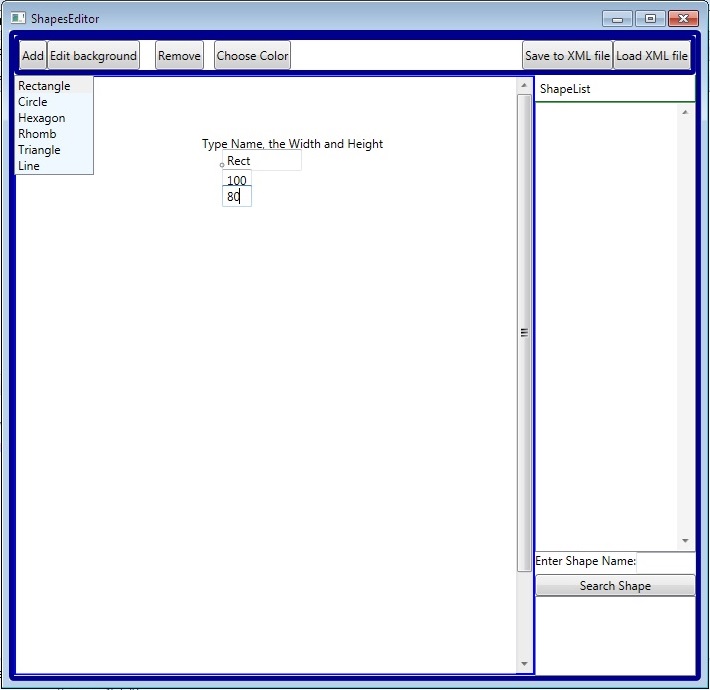 ShapesEditor
Add Edit background Remove Choose Color Save to XML file Load XML file
Rectangle
Circle
Hexagon
Rhomb
Triangle
Line
Type Name, the Width and Height
Rect
100
80
ShapeList
Enter Shape Name:
Search Shape